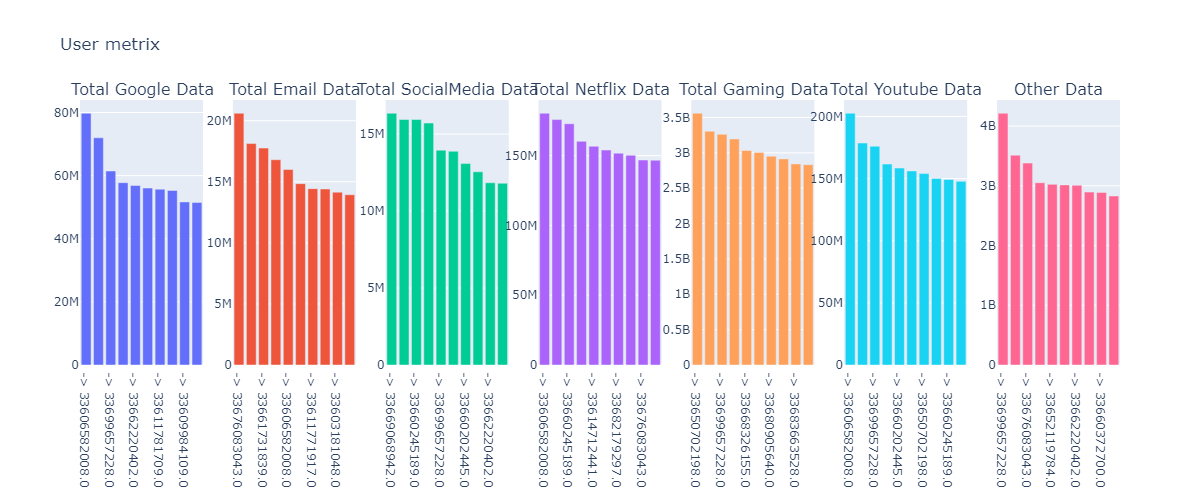 User metrix
Total Google Data
Total Email Data
Total SocialMedia Data
Total Netflix Data
Total Gaming Data
Total Youtube Data
Other Data
80M
60M
40M
20M
0
20M
15M
10M
5M
0
15M
10M
5M
0
150M
100M
50M
0
3.5B
3B
2.5B
2B
1.5B
1B
0.5B
0
200M
150M
100M
50M
0
4B
3B
2B
1B
0
> 33606582008.0
> 33699657228.0
> 33662220402.0
> 33611781709.0
> 33609984109.0
> 33676083043.0
> 33661731839.0
> 33606582008.0
> 33611771917.0
> 33603181048.0
> 33606968942.0
> 33660245189.0
> 33699657228.0
> 33660202445.0
> 33662220402.0
> 33606582008.0
> 33660245189.0
> 33614712441.0
> 33682179297.0
> 33676083043.0
> 33650702198.0
> 33699657228.0
> 33668326155.0
> 33680905640.0
> 33683663528.0
> 33606582008.0
> 33699657228.0
> 33660202445.0
> 33650702198.0
> 33660245189.0
> 33699657228.0
> 33676083043.0
> 33652119784.0
> 33662220402.0
> 33660372700.0